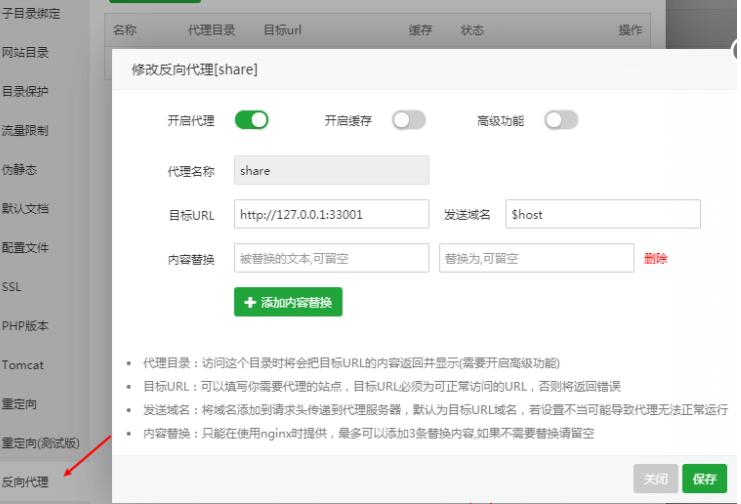 子目录绑定
网站目录
目录保护
流量限制
伪静态
默认文档
配置文件
SSL
PHP版本
Tomcat
重定向
重定向(测试版)
反向代理
名称 代理目录 目标url 缓存 状态 操作
修改反向代理[share]
开启代理 开启缓存 高级功能
代理名称 share
目标URL http://127.0.0.1:33001 发送域名 $host
内容替换 被替换的文本,可留空 替换为,可留空 删除
添加内容替换
代理目录：访问这个目录时将会把目标URL的内容返回并显示(需要开启高级功能)
目标URL：可以填写你需要代理的站点，目标URL必须为可正常访问的URL，否则将返回错误
发送域名：将域名添加到请求头传递到代理服务器，默认为目标URL域名，若设置不当可能导致代理无法正常运行
内容替换：只能在使用nginx时提供，最多可以添加3条替换内容,如果不需要替换请留空
关闭 保存